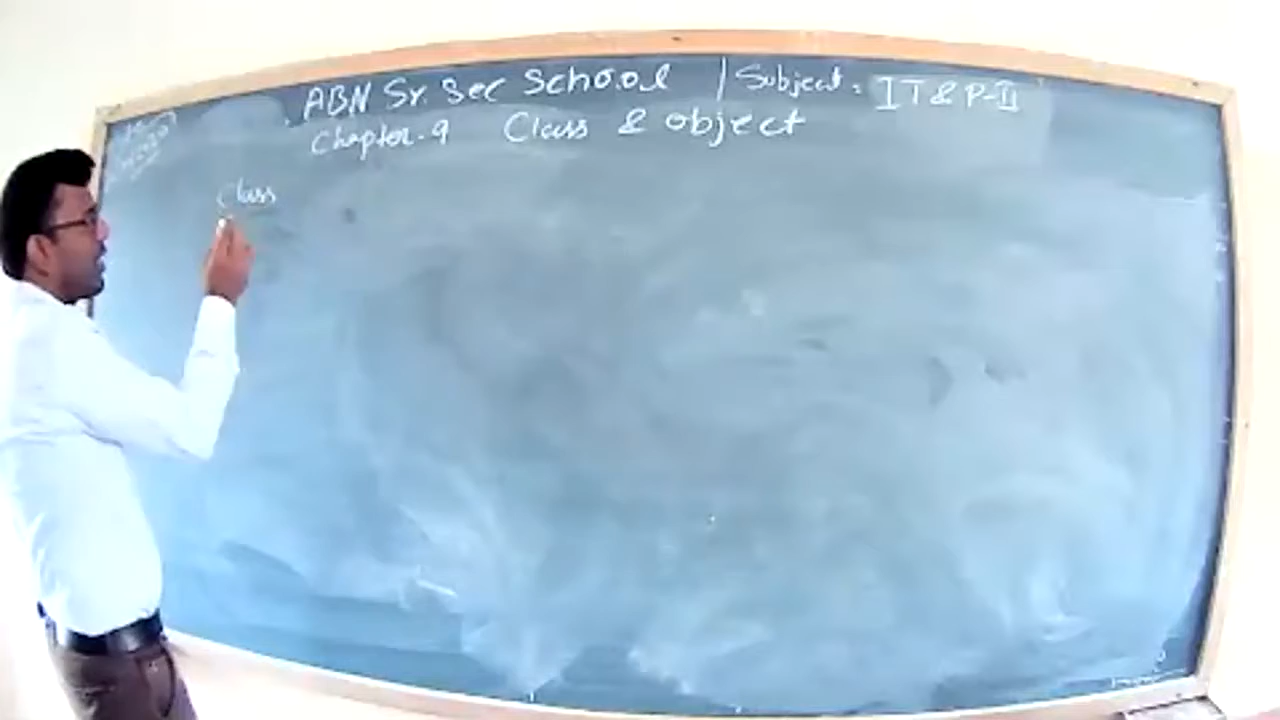 ABN Sr. Sec School | Subject: IT & P-II
Chapter-9 Class & object
Class